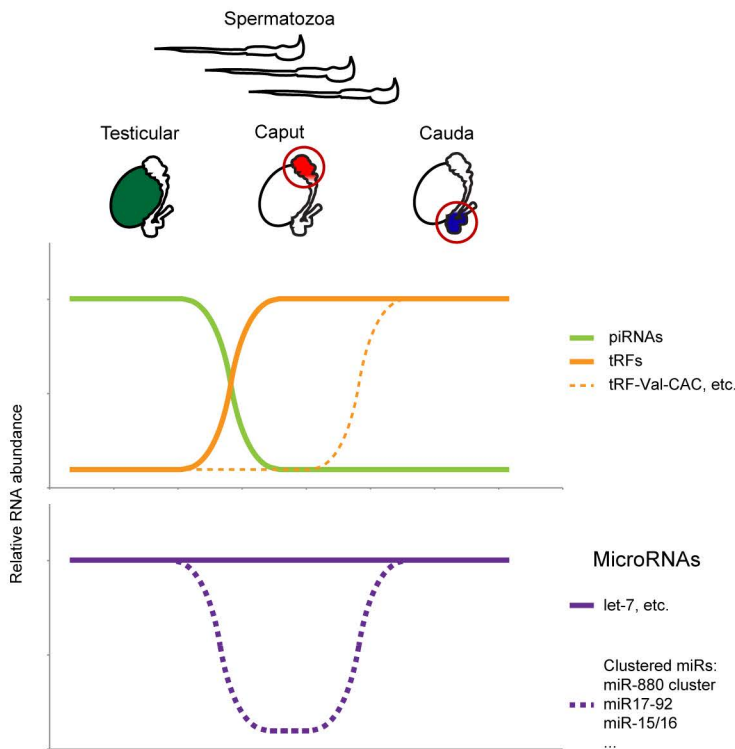 Spermatozoa
Testicular
Caput
Cauda
Relative RNA abundance
piRNAs
tRFs
tRF-Val-CAC, etc.
MicroRNAs
let-7, etc.
Clustered miRs:
miR-880 cluster
miR17-92
miR-15/16
...